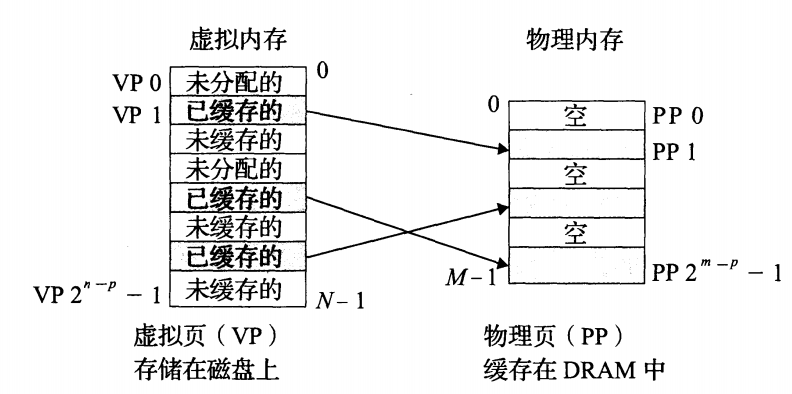 虚拟内存
物理内存
0
VP 0 未分配的
VP 1 已缓存的
未缓存的
未分配的
已缓存的
未缓存的
已缓存的
VP 2ⁿ⁻ᵖ − 1 未缓存的
N−1
0
空 PP 0
PP 1
空
空
M−1
PP 2ᵐ⁻ᵖ − 1
虚拟页（VP）
存储在磁盘上
物理页（PP）
缓存在 DRAM 中